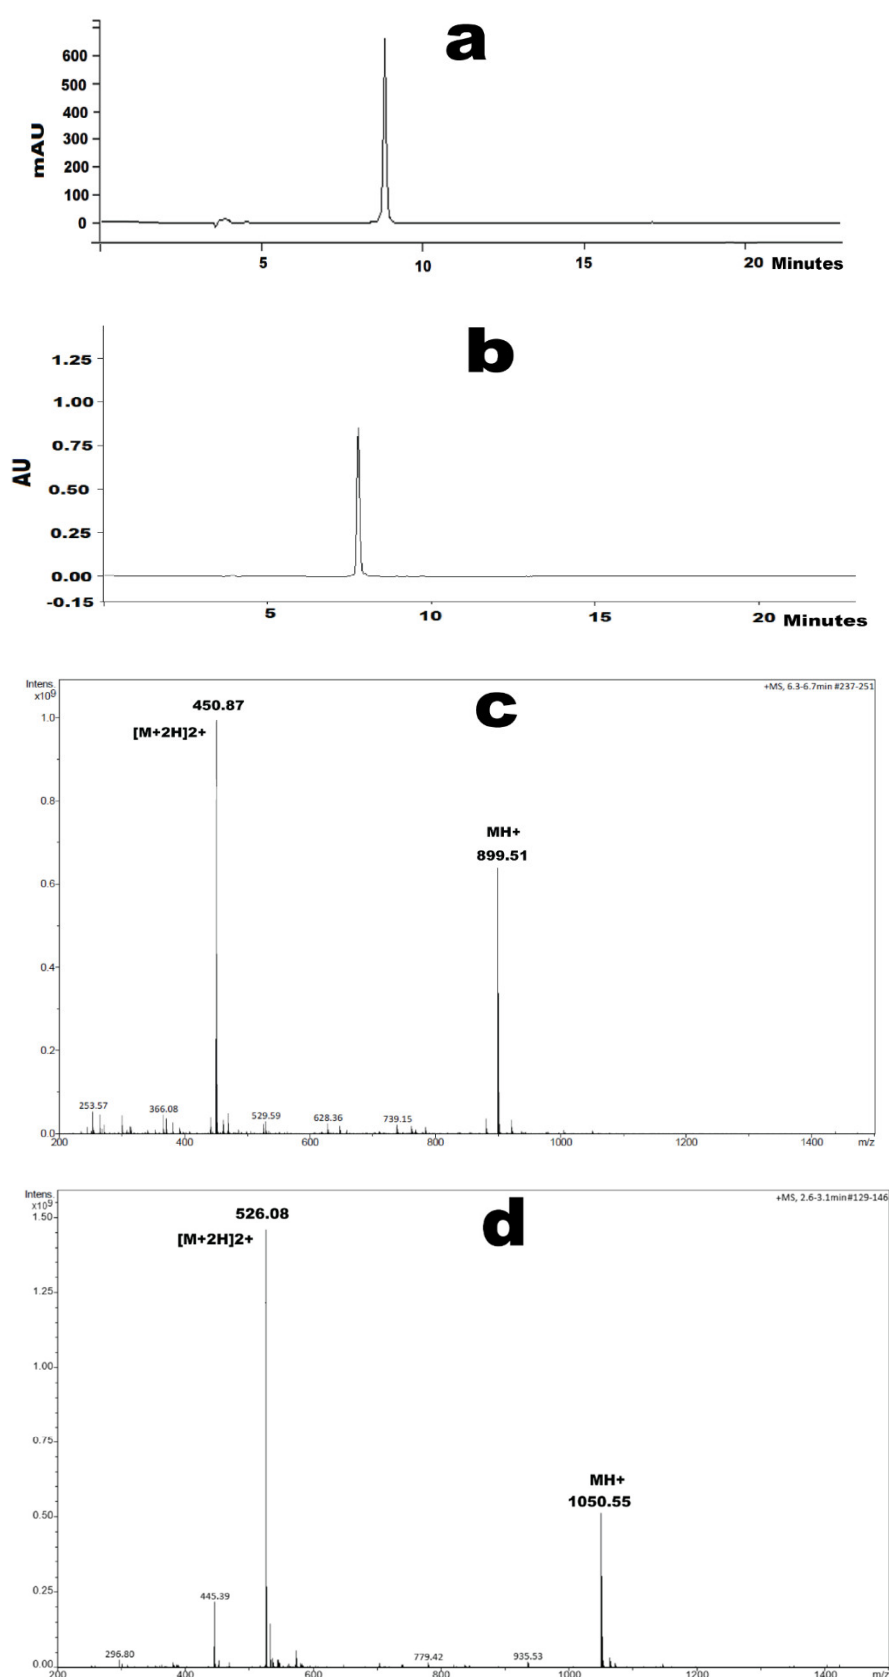 a
600
500
400
300
200
100
0
mAU
5 10 15 20 Minutes
b
1.25
1.00
0.75
0.50
0.25
0.00
-0.15
AU
5 10 15 20 Minutes
Intens.
x10⁹
+MS, 6.3-6.7min #237-251
c
450.87
[M+2H]2+
MH+
899.51
1.0
0.8
0.6
0.4
0.2
0.0
253.57 366.08 529.59 628.36 739.15
200 400 600 800 1000 1200 1400 m/z
Intens.
x10⁹
+MS, 2.6-3.1min#129-146
d
526.08
[M+2H]2+
MH+
1050.55
1.50
1.25
1.00
0.75
0.50
0.25
0.00
445.39
296.80 779.42 935.53
200 400 600 800 1000 1200 1400 m/z